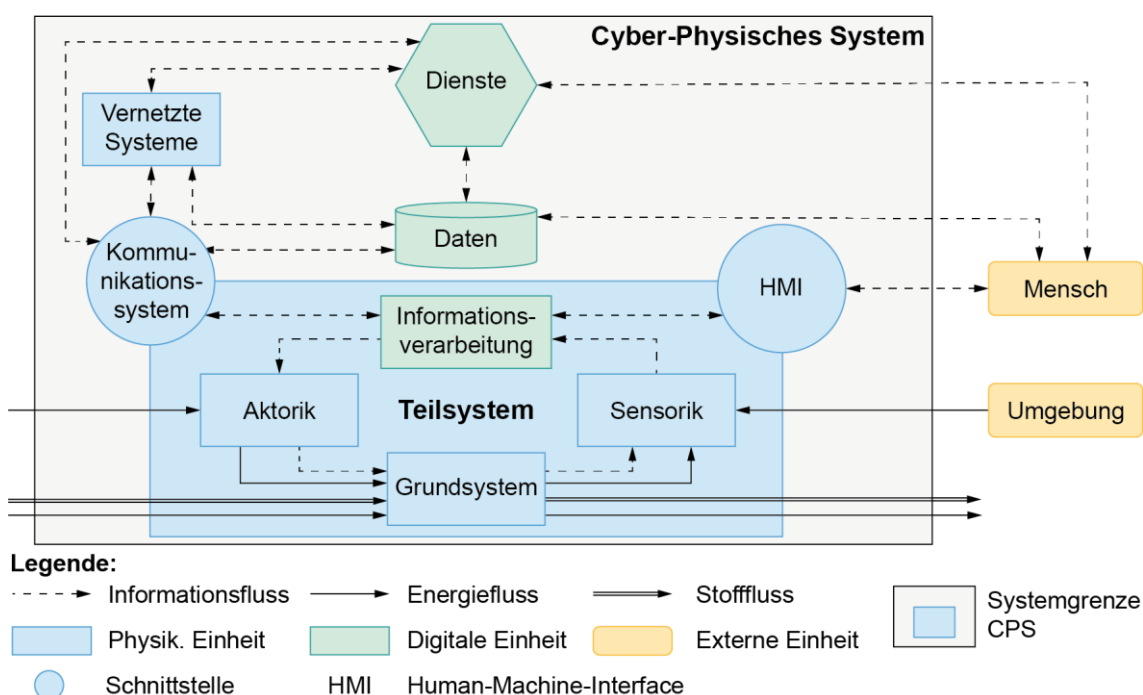 Cyber-Physisches System
Dienste
Vernetzte
Systeme
Daten
Kommu-
nikations-
system
HMI
Mensch
Informations-
verarbeitung
Aktorik
Teilsystem
Sensorik
Umgebung
Grundsystem
Legende:
Informationsfluss
Energiefluss
Stofffluss
Systemgrenze
CPS
Physik. Einheit
Digitale Einheit
Externe Einheit
Schnittstelle
HMI Human-Machine-Interface